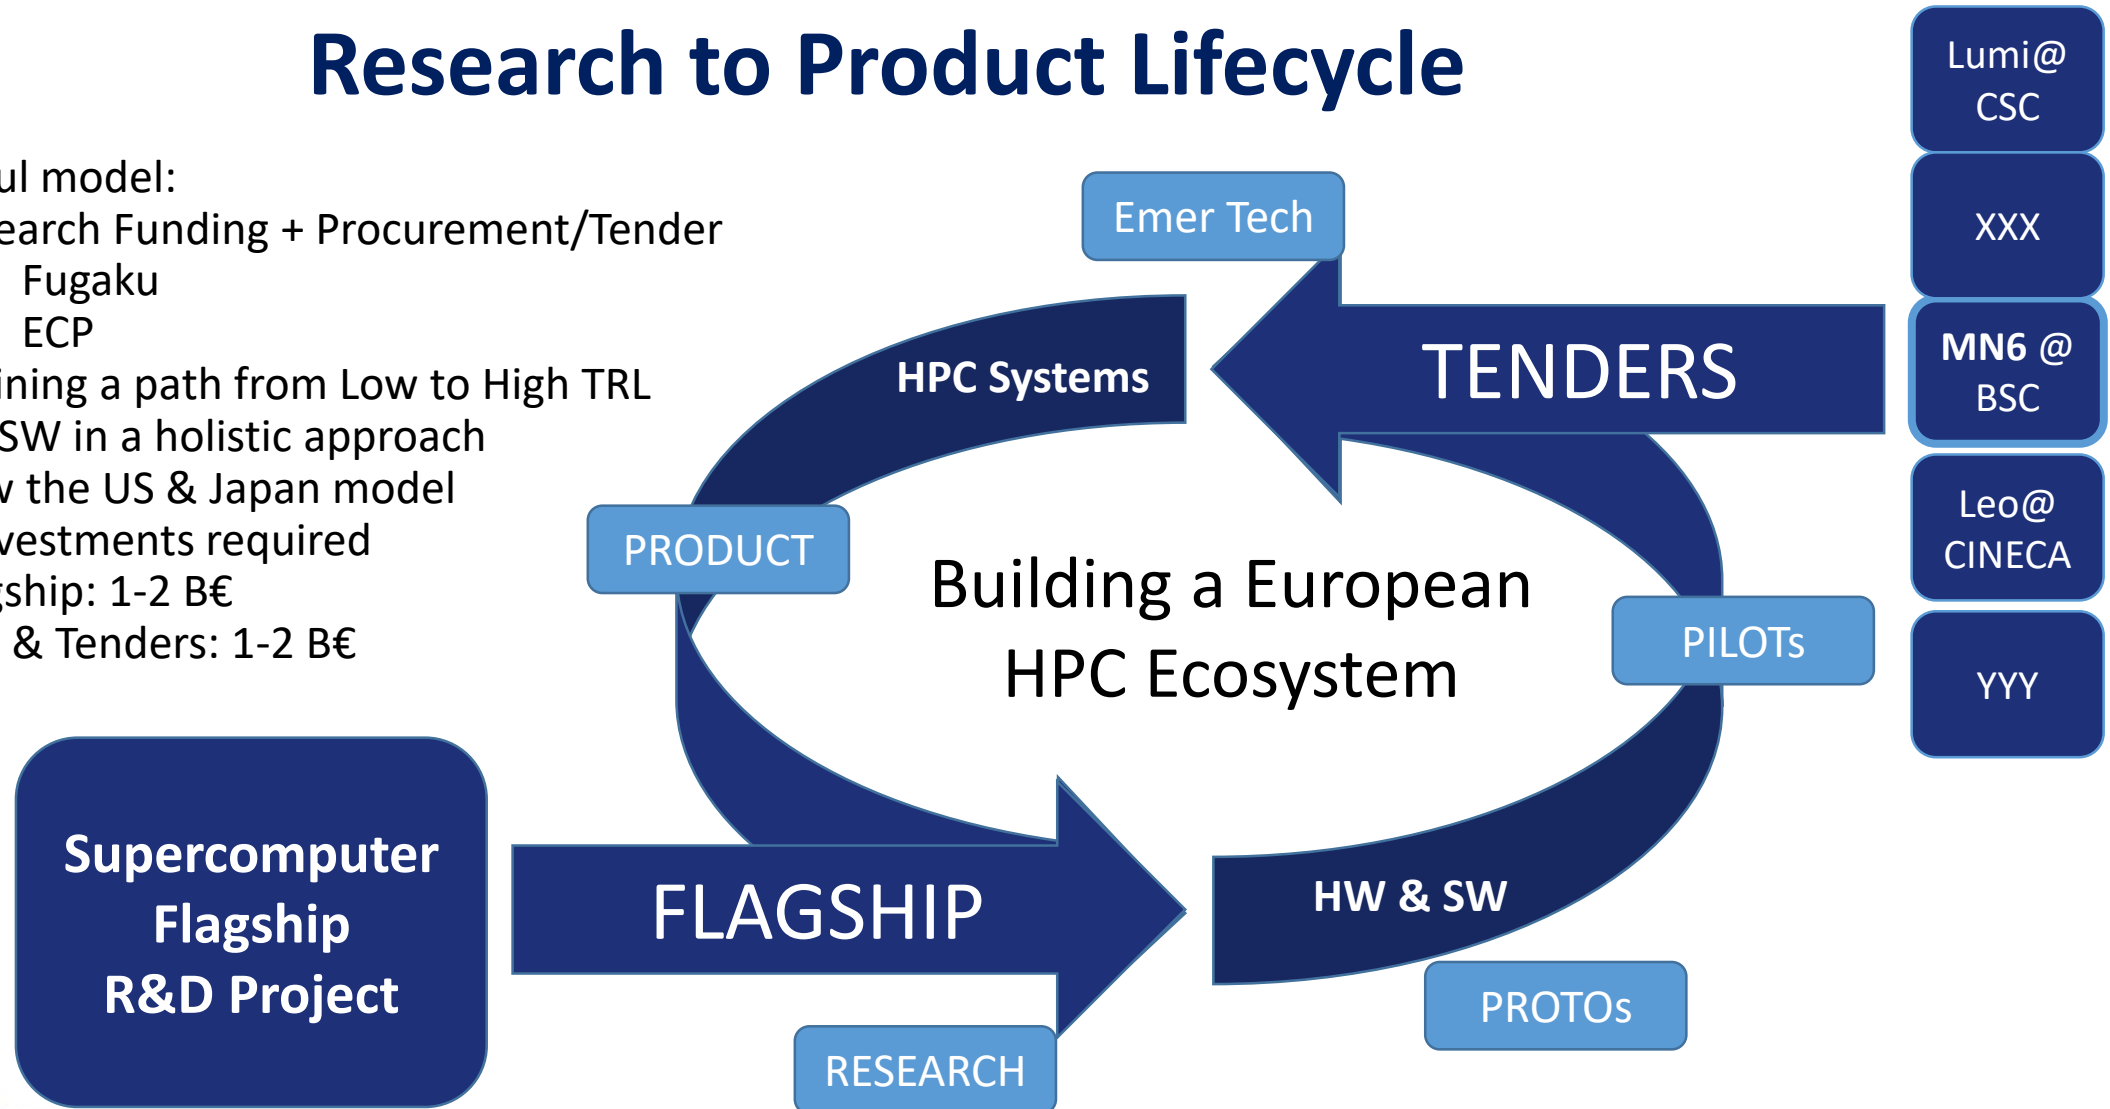 Research to Product Lifecycle
ul model:
earch Funding + Procurement/Tender
Fugaku
ECP
ining a path from Low to High TRL
SW in a holistic approach
w the US & Japan model
vestments required
gship: 1-2 B€
& Tenders: 1-2 B€
Emer Tech
HPC Systems
TENDERS
PRODUCT
Building a European
HPC Ecosystem
PILOTs
Supercomputer
Flagship
R&D Project
FLAGSHIP
HW & SW
PROTOs
RESEARCH
Lumi@
CSC
XXX
MN6 @
BSC
Leo@
CINECA
YYY